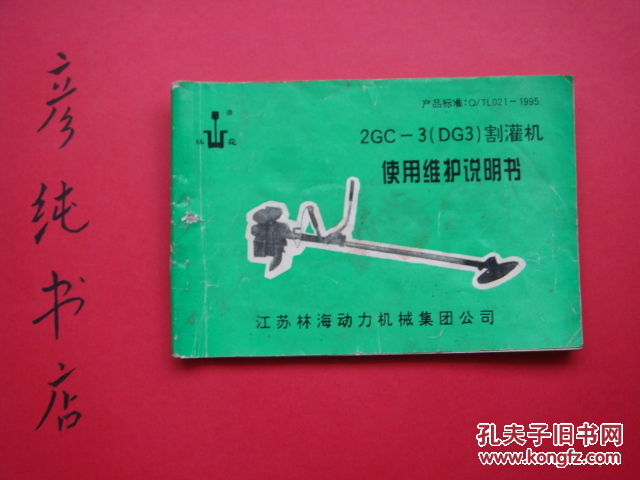 彦纯书店
产品标准:Q/TL021-1995
2GC-3(DG3)割灌机
使用维护说明书
江苏林海动力机械集团公司
孔夫子旧书网
www.kongfz.com